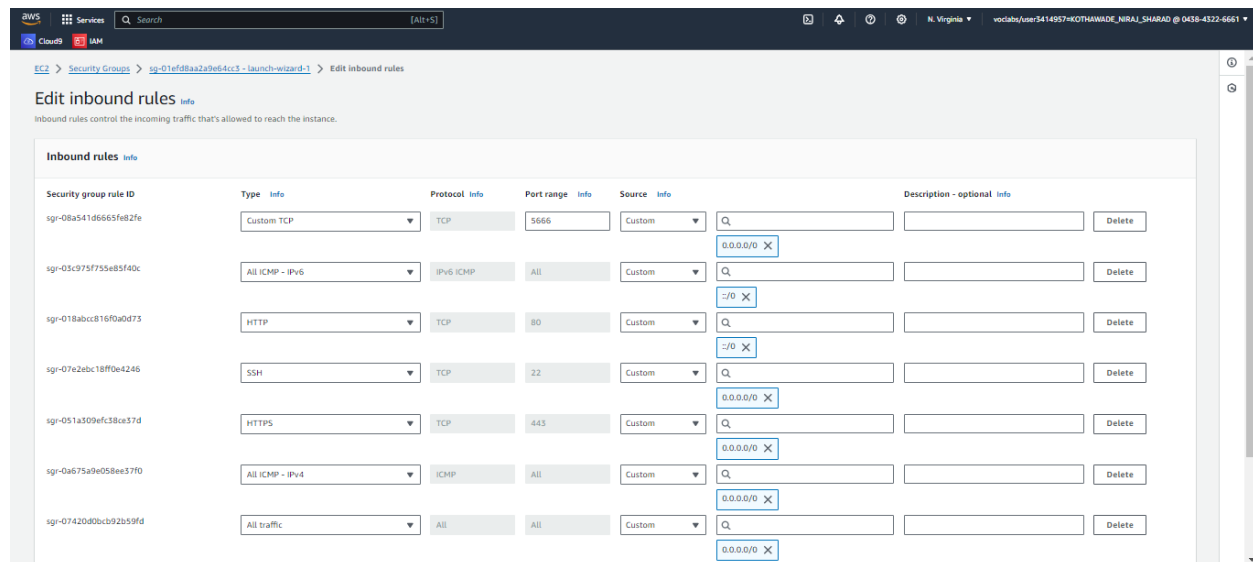 aws Services Search [Alt+S] N. Virginia ▼ voclabs/user3414957=KOTHAWADE_NIRAJ_SHARAD @ 0438-4322-6661 ▼
Cloud9 IAM
EC2 > Security Groups > sg-01efd8aa2a9e64cc3 - launch-wizard-1 > Edit inbound rules
Edit inbound rules Info
Inbound rules control the incoming traffic that's allowed to reach the instance.
Inbound rules Info
Security group rule ID Type Info Protocol Info Port range Info Source Info Description - optional Info
sgr-08a541d6665fe82fe Custom TCP TCP 5666 Custom Delete
0.0.0.0/0 X
sgr-03c975f755e85f40c All ICMP - IPv6 IPv6 ICMP All Custom Delete
::/0 X
sgr-018abcc816f0a0d73 HTTP TCP 80 Custom Delete
::/0 X
sgr-07e2ebc18ff0e4246 SSH TCP 22 Custom Delete
0.0.0.0/0 X
sgr-051a309efc38ce37d HTTPS TCP 443 Custom Delete
0.0.0.0/0 X
sgr-0a675a9e058ee37f0 All ICMP - IPv4 ICMP All Custom Delete
0.0.0.0/0 X
sgr-07420d0bcb92b59fd All traffic All All Custom Delete
0.0.0.0/0 X